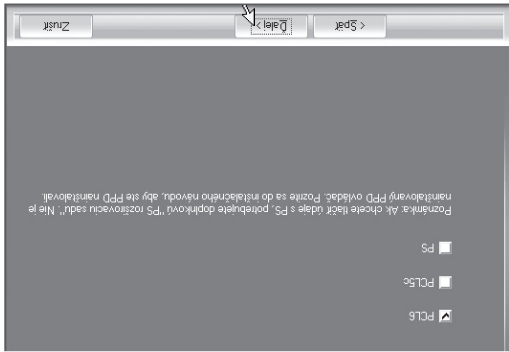 PCL6
PCL5c
PS
Poznámka: Ak chcete tlačiť údaje s PS, potrebujete doplnkovú "PS rozširovaciu sadu". Nie je
nainštalovaný PPD ovládač. Pozrite sa do inštalačného návodu, aby ste PPD nainštalovali.
< Späť
Ďalej >
Zrušiť